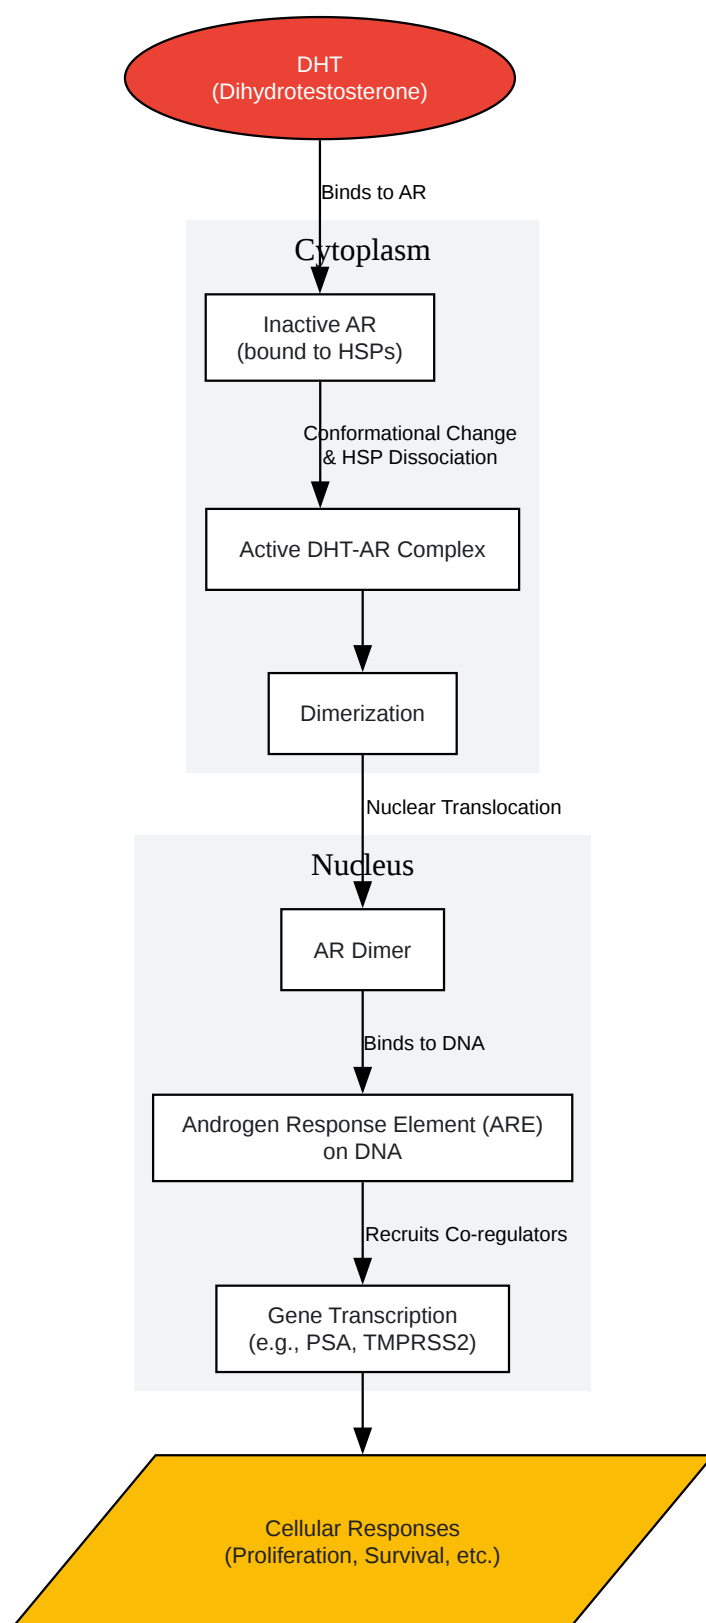 DHT
(Dihydrotestosterone)
Binds to AR
Cytoplasm
Inactive AR
(bound to HSPs)
Conformational Change
& HSP Dissociation
Active DHT-AR Complex
Dimerization
Nuclear Translocation
Nucleus
AR Dimer
Binds to DNA
Androgen Response Element (ARE)
on DNA
Recruits Co-regulators
Gene Transcription
(e.g., PSA, TMPRSS2)
Cellular Responses
(Proliferation, Survival, etc.)